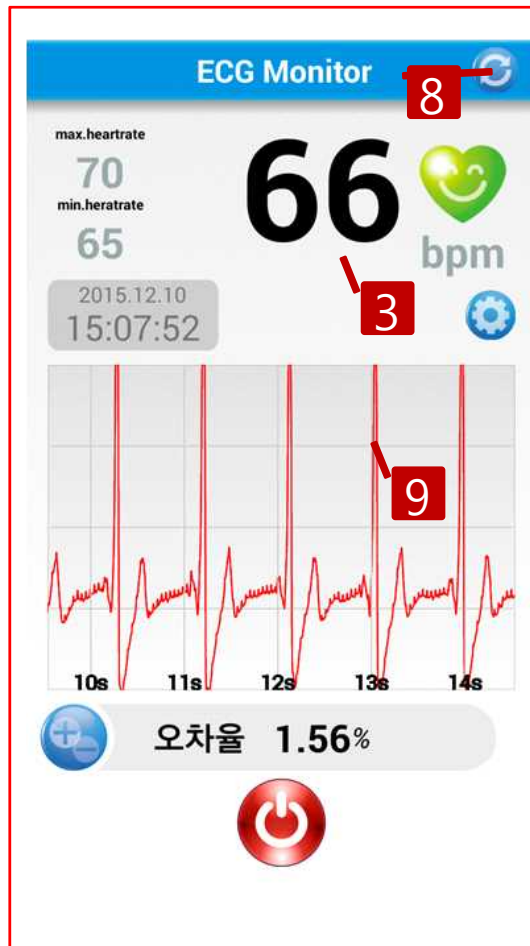 ECG Monitor
8
max.heartrate
70
66
min.heratrate
65
bpm
2015.12.10
15:07:52
3
9
10s 11s 12s 13s 14s
오차율 1.56%